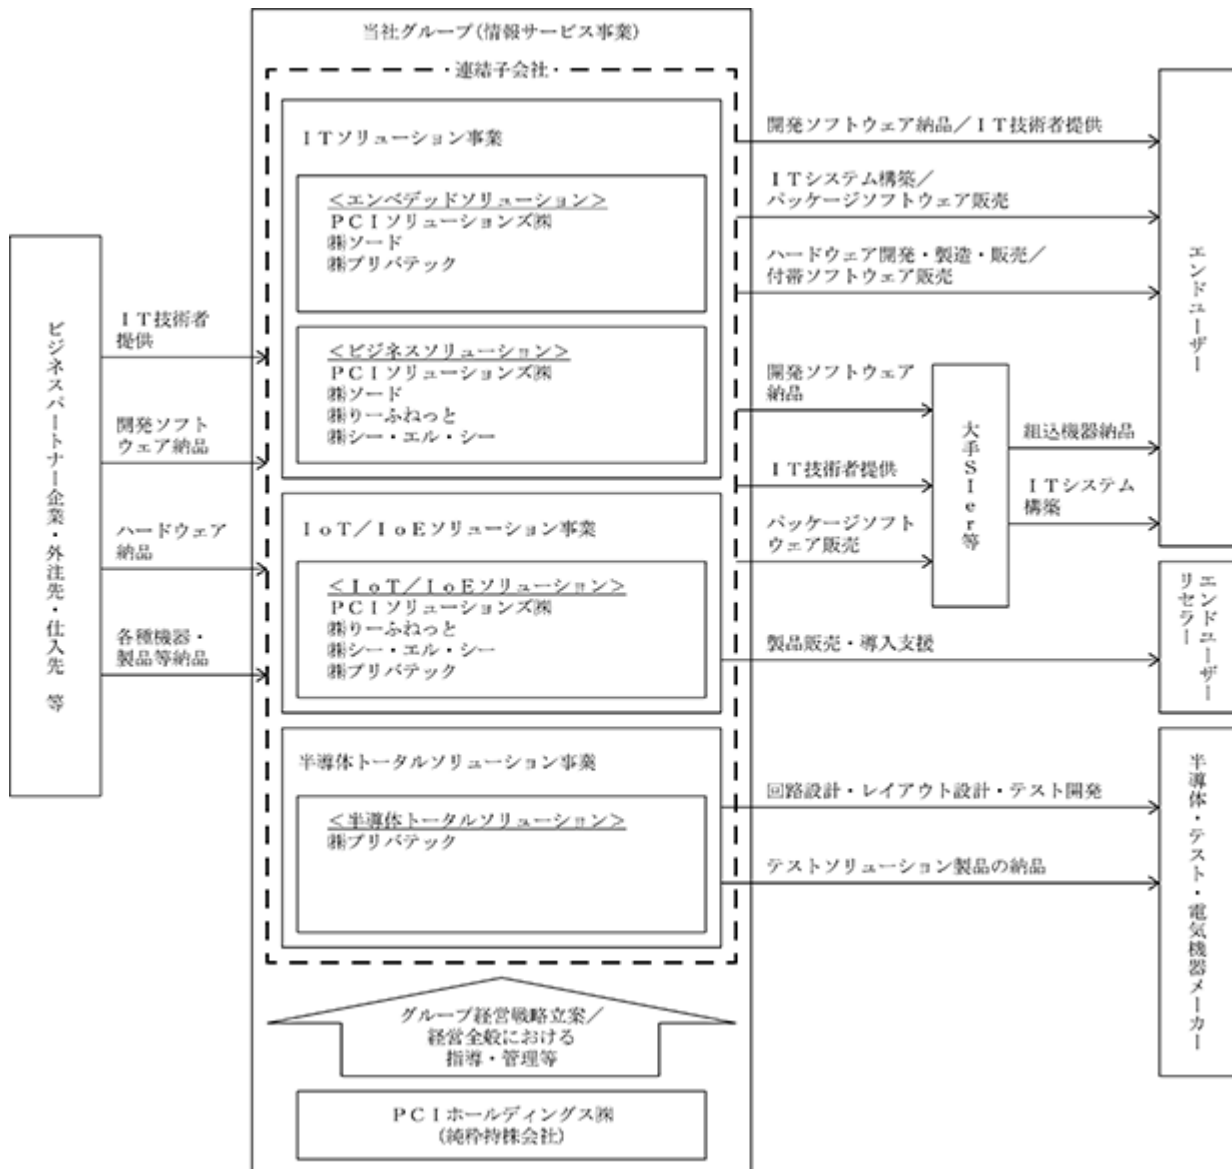 当社グループ(情報サービス事業)
連結子会社
ＩＴソリューション事業
＜エンベデッドソリューション＞
ＰＣＩソリューションズ㈱
㈱ソード
㈱プリバテック
＜ビジネスソリューション＞
ＰＣＩソリューションズ㈱
㈱ソード
㈱りーふねっと
㈱シー・エル・シー
ＩｏＴ／ＩｏＥソリューション事業
＜ＩｏＴ／ＩｏＥソリューション＞
ＰＣＩソリューションズ㈱
㈱りーふねっと
㈱シー・エル・シー
㈱プリバテック
半導体トータルソリューション事業
＜半導体トータルソリューション＞
㈱プリバテック
グループ経営戦略立案／
経営全般における
指導・管理等
ＰＣＩホールディングス㈱
(純粋持株会社)
ビジネスパートナー企業・外注先・仕入先　等
ＩＴ技術者
提供
開発ソフト
ウェア納品
ハードウェア
納品
各種機器・
製品等納品
開発ソフトウェア納品／ＩＴ技術者提供
ＩＴシステム構築／
パッケージソフトウェア販売
ハードウェア開発・製造・販売／
付帯ソフトウェア販売
開発ソフトウェア
納品
ＩＴ技術者提供
パッケージソフト
ウェア販売
大手ＳＩｅｒ等
組込機器納品
ＩＴシステム
構築
エンドユーザー
製品販売・導入支援
エンドユーザー
リセラー
回路設計・レイアウト設計・テスト開発
テストソリューション製品の納品
半導体・テスト・電気機器メーカー